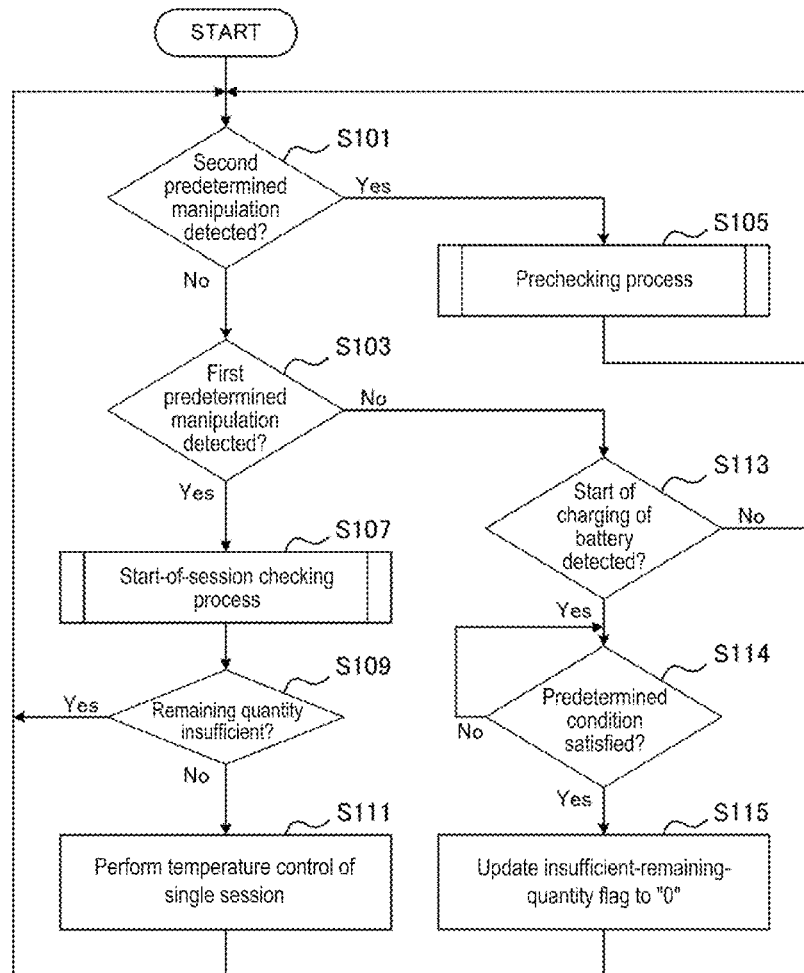 START
S101
Second
predetermined
manipulation
detected?
Yes
No
S105
Prechecking process
S103
First
predetermined
manipulation
detected?
No
Yes
S113
Start of
charging of
battery
detected?
No
Yes
S107
Start-of-session checking
process
S114
Predetermined
condition
satisfied?
No
Yes
S109
Remaining quantity
insufficient?
Yes
No
S111
Perform temperature control of
single session
S115
Update insufficient-remaining-
quantity flag to "0"